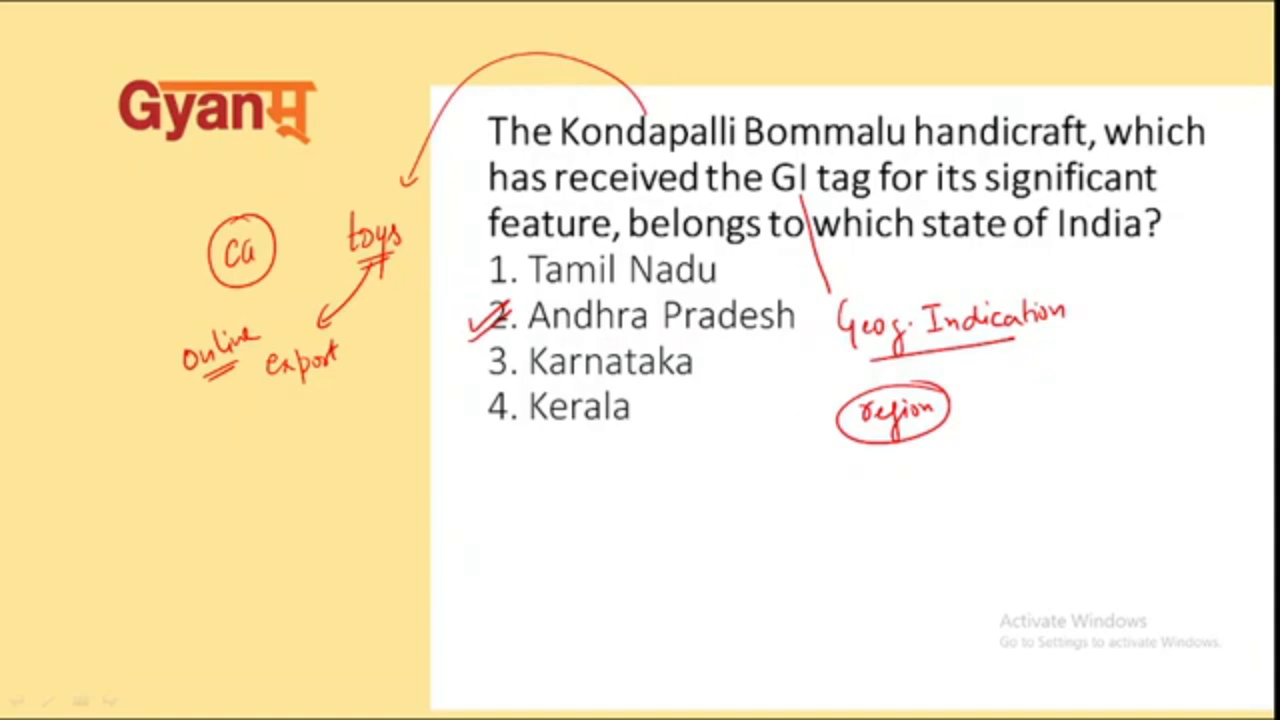 Gyanम्
The Kondapalli Bommalu handicraft, which
has received the GI tag for its significant
feature, belongs to which state of India?
1. Tamil Nadu
2. Andhra Pradesh
3. Karnataka
4. Kerala
ca
toys
online
export
Geog. Indication
region
Activate Windows
Go to Settings to activate Windows.